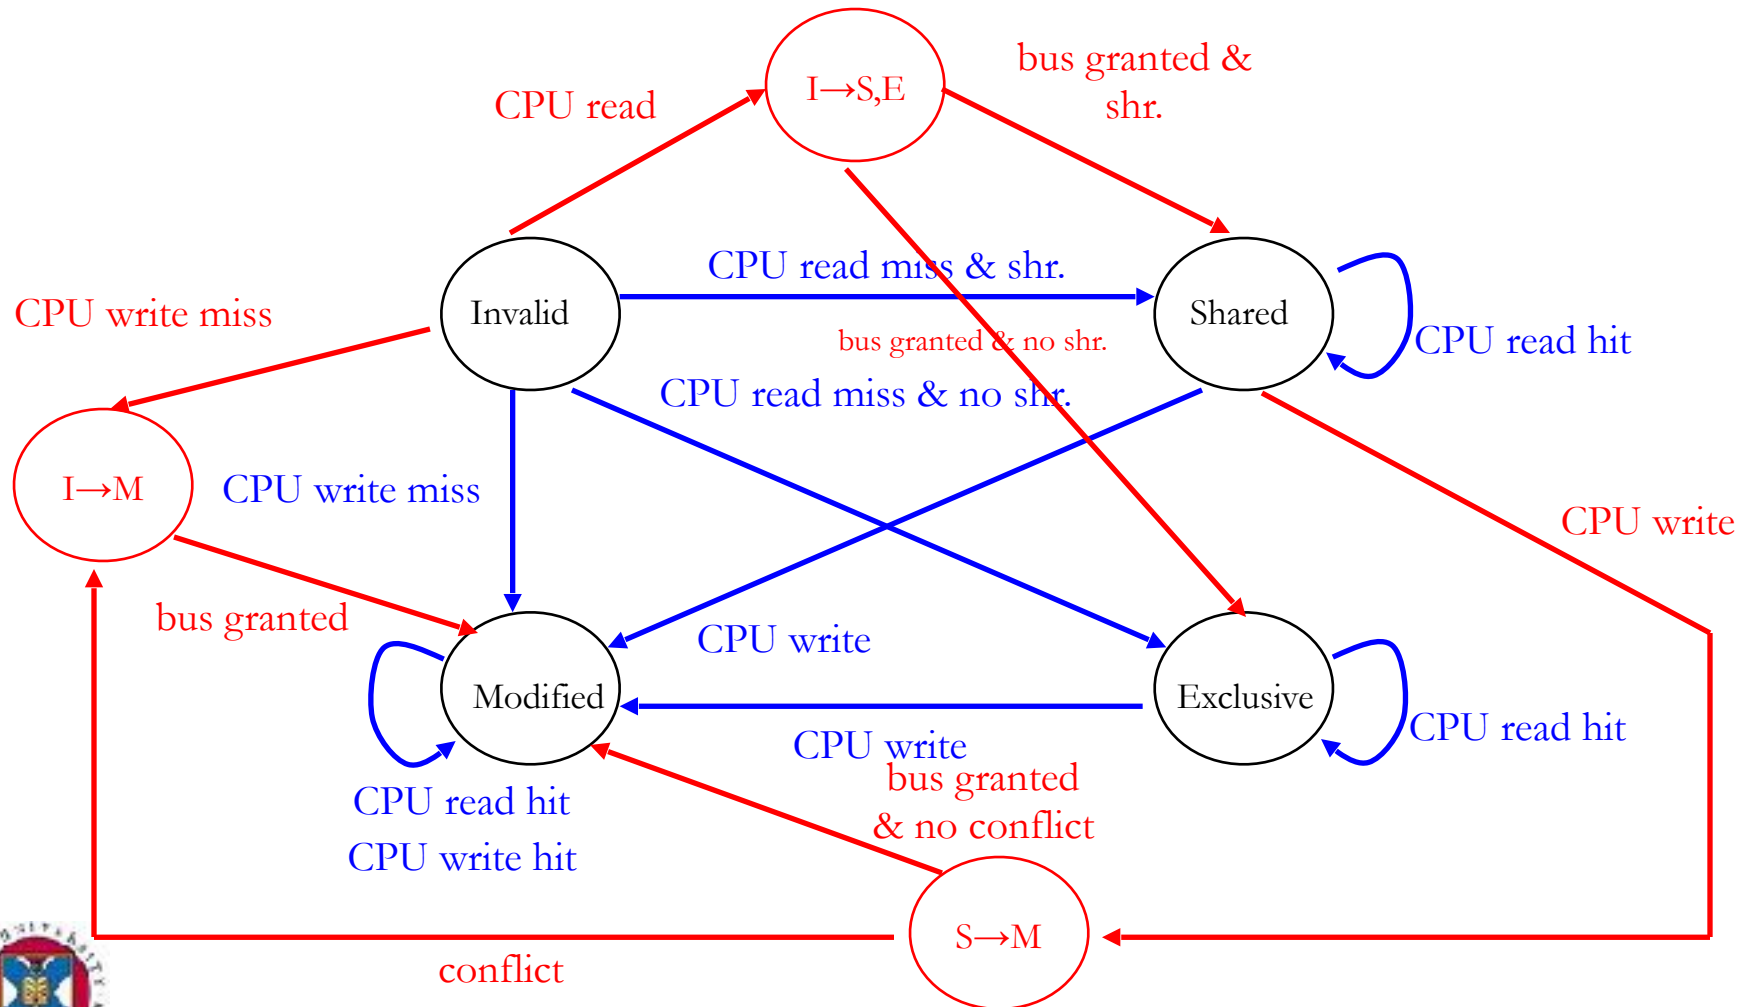 bus granted &
shr.
I→S,E
CPU read
CPU read miss & shr.
CPU write miss
Invalid
Shared
bus granted & no shr.
CPU read hit
CPU read miss & no shr.
I→M
CPU write miss
CPU write
bus granted
CPU write
Modified
Exclusive
CPU read hit
CPU write
bus granted
& no conflict
CPU read hit
CPU write hit
S→M
conflict